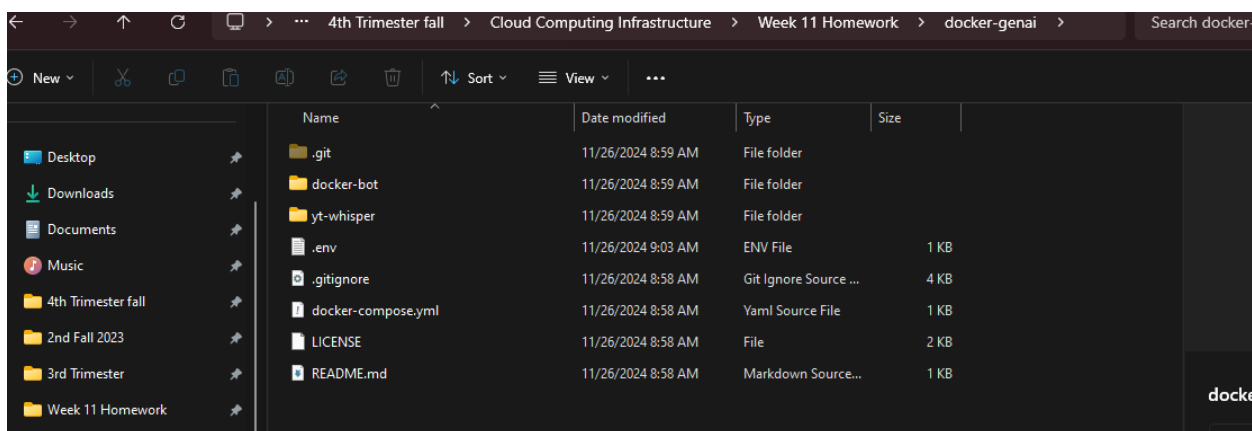 4th Trimester fall > Cloud Computing Infrastructure > Week 11 Homework > docker-genai > Search docker-
New Sort View
Name Date modified Type Size
.git 11/26/2024 8:59 AM File folder
Desktop
docker-bot 11/26/2024 8:59 AM File folder
Downloads
yt-whisper 11/26/2024 8:59 AM File folder
Documents
.env 11/26/2024 9:03 AM ENV File 1 KB
Music
.gitignore 11/26/2024 8:58 AM Git Ignore Source ... 4 KB
4th Trimester fall
docker-compose.yml 11/26/2024 8:58 AM Yaml Source File 1 KB
2nd Fall 2023
LICENSE 11/26/2024 8:58 AM File 2 KB
3rd Trimester
README.md 11/26/2024 8:58 AM Markdown Source... 1 KB
Week 11 Homework
docke